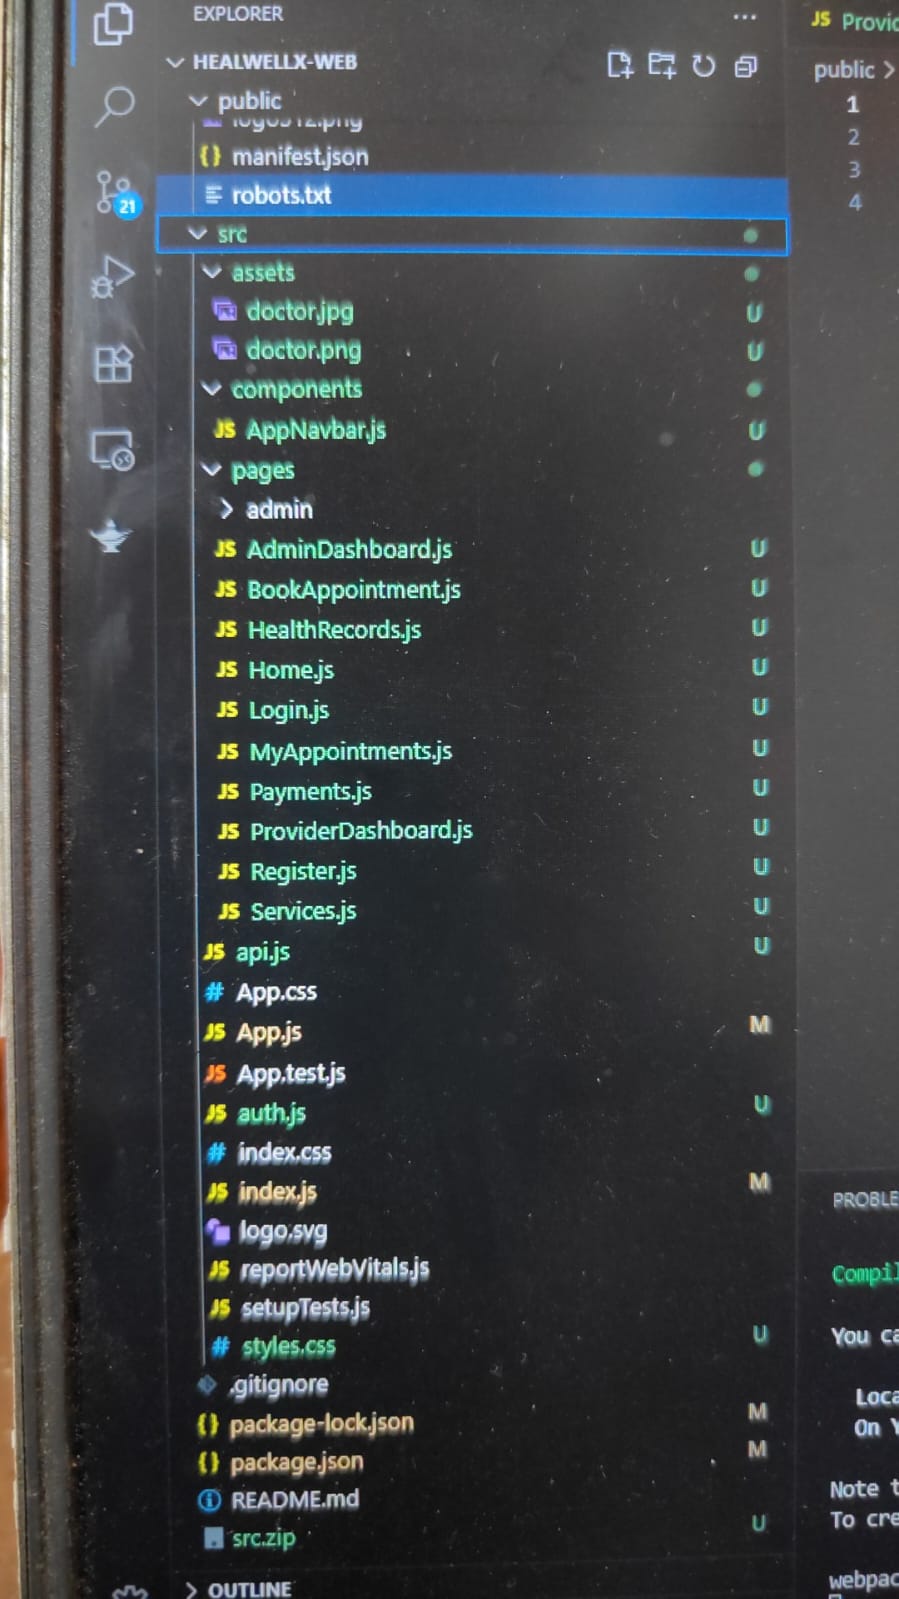 EXPLORER
...
JS Provid
HEALWELLX-WEB
public >
public
1
logo512.png
2
{} manifest.json
3
robots.txt
4
21
src
assets
doctor.jpg U
doctor.png U
components
JS AppNavbar.js U
pages
admin
JS AdminDashboard.js U
JS BookAppointment.js U
JS HealthRecords.js U
JS Home.js U
JS Login.js U
JS MyAppointments.js U
JS Payments.js U
JS ProviderDashboard.js U
JS Register.js U
JS Services.js U
JS api.js U
# App.css
JS App.js M
JS App.test.js
JS auth.js U
# index.css
JS index.js M
logo.svg
JS reportWebVitals.js
JS setupTests.js
# styles.css U
.gitignore
{} package-lock.json M
{} package.json M
README.md
src.zip U
OUTLINE
PROBLE
Compil
You ca
Loca
On Y
Note t
To cre
webpac